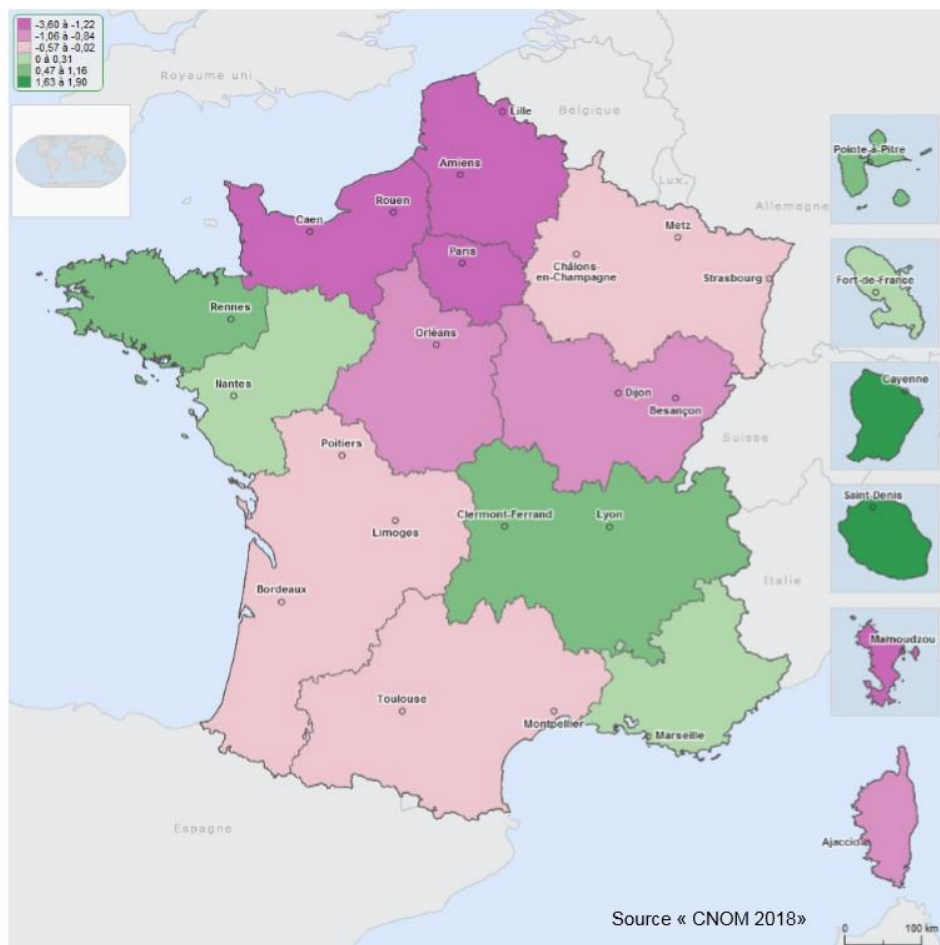 -3,60 à -1,22
-1,06 à -0,84
-0,57 à -0,02
0 à 0,31
0,47 à 1,16
1,63 à 1,90
Royaume uni
Belgique
Lux.
Allemagne
Suisse
Italie
Espagne
Lille
Amiens
Rouen
Caen
Paris
Metz
Châlons-
en-Champagne
Strasbourg
Rennes
Orléans
Nantes
Dijon
Besançon
Poitiers
Clermont-Ferrand
Lyon
Limoges
Bordeaux
Toulouse
Montpellier
Marseille
Pointe-à-Pitre
Fort-de-France
Cayenne
Saint-Denis
Mamoudzou
Ajaccio
Source « CNOM 2018»
0 100 km